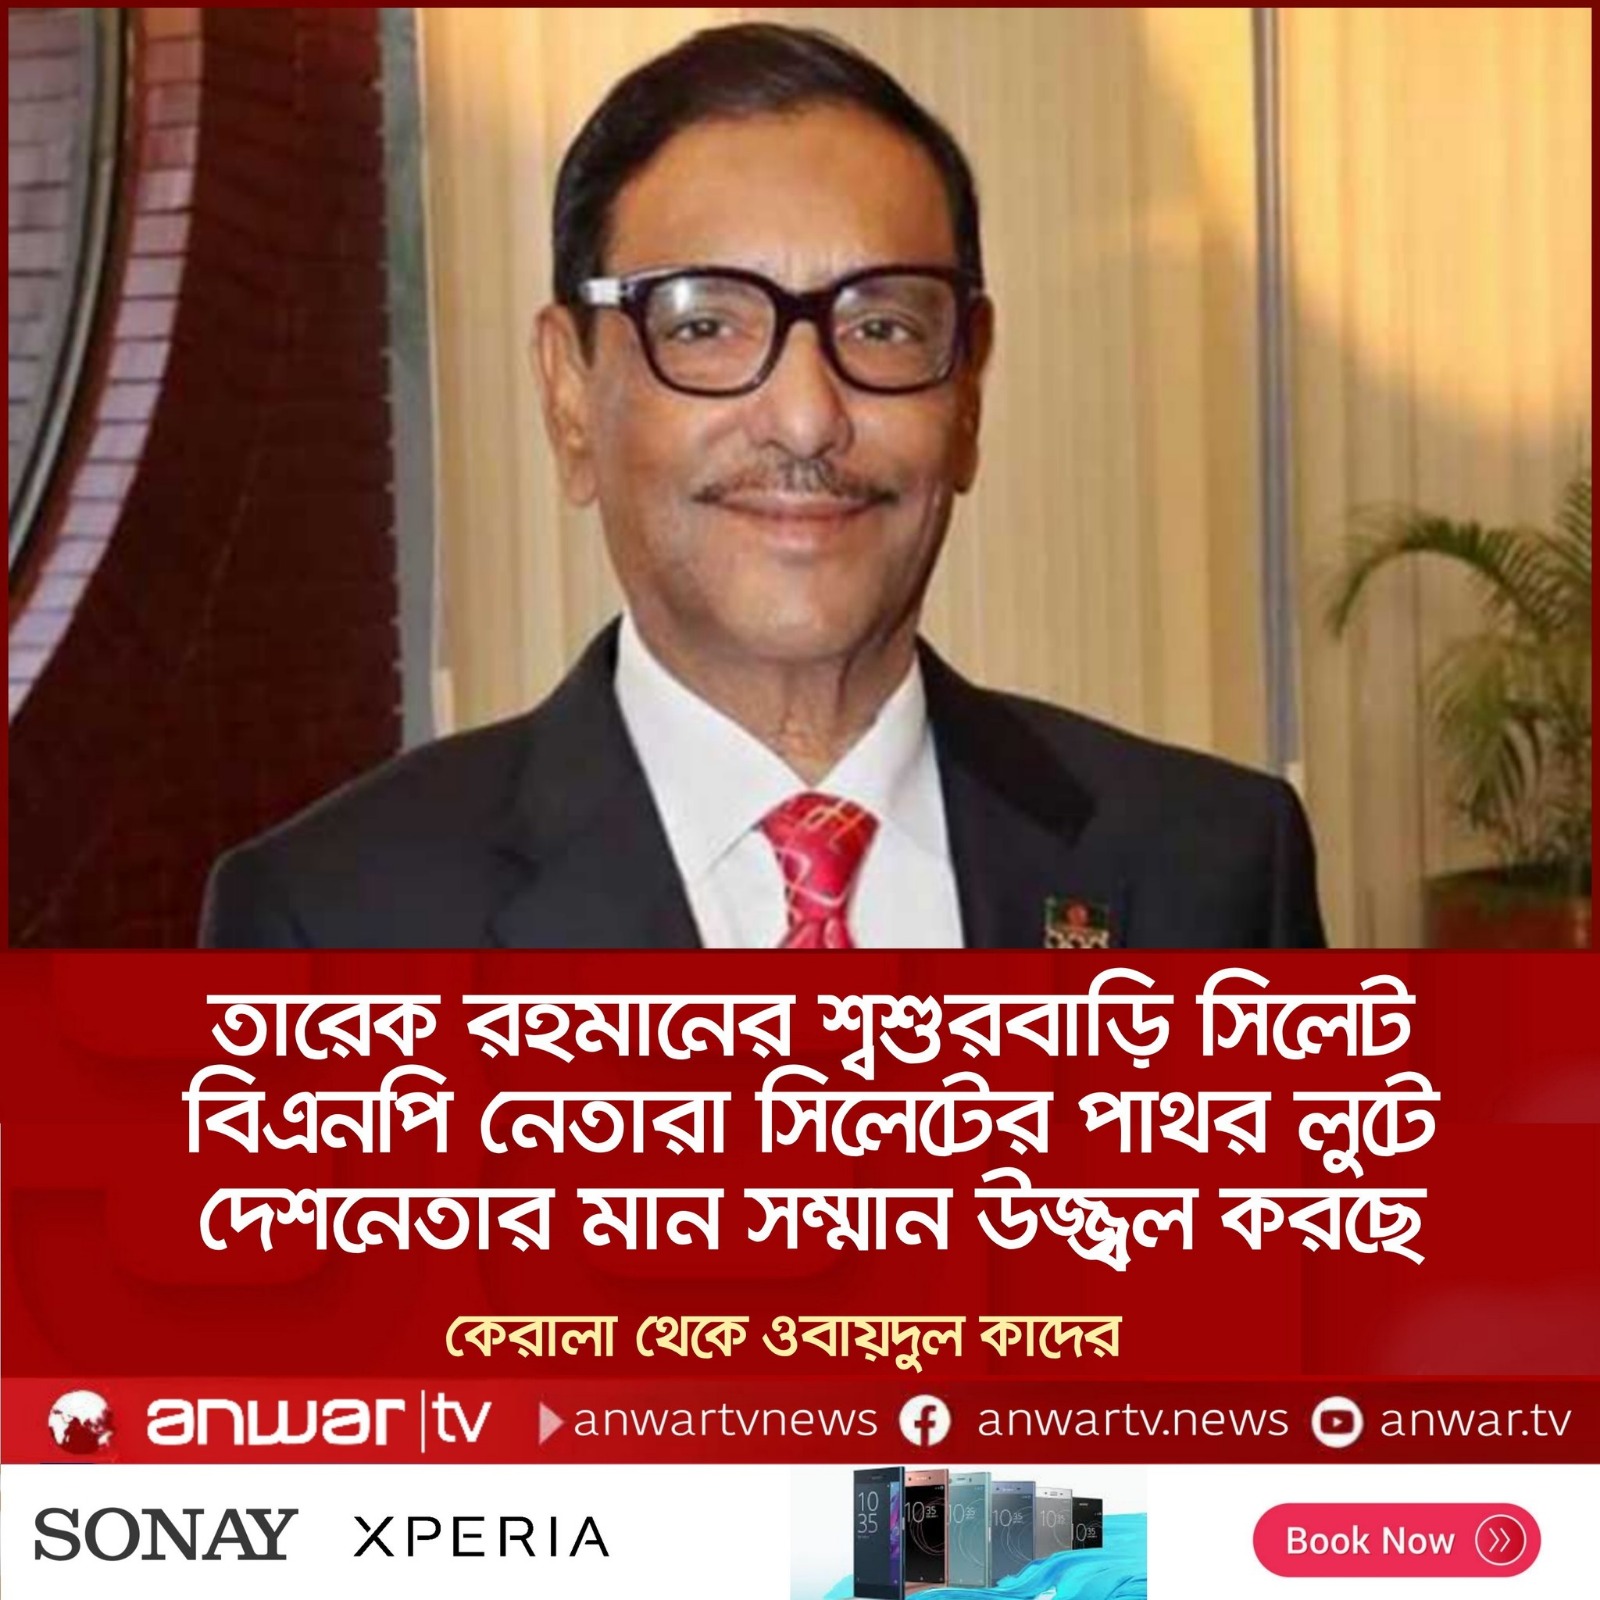 তারেক রহমানের শ্বশুরবাড়ি সিলেট
বিএনপি নেতারা সিলেটের পাথর লুটে
দেশনেতার মান সম্মান উজ্জ্বল করছে
কেরালা থেকে ওবায়দুল কাদের
anwar|tv anwartvnews anwartv.news anwar.tv
SONAY XPERIA Book Now